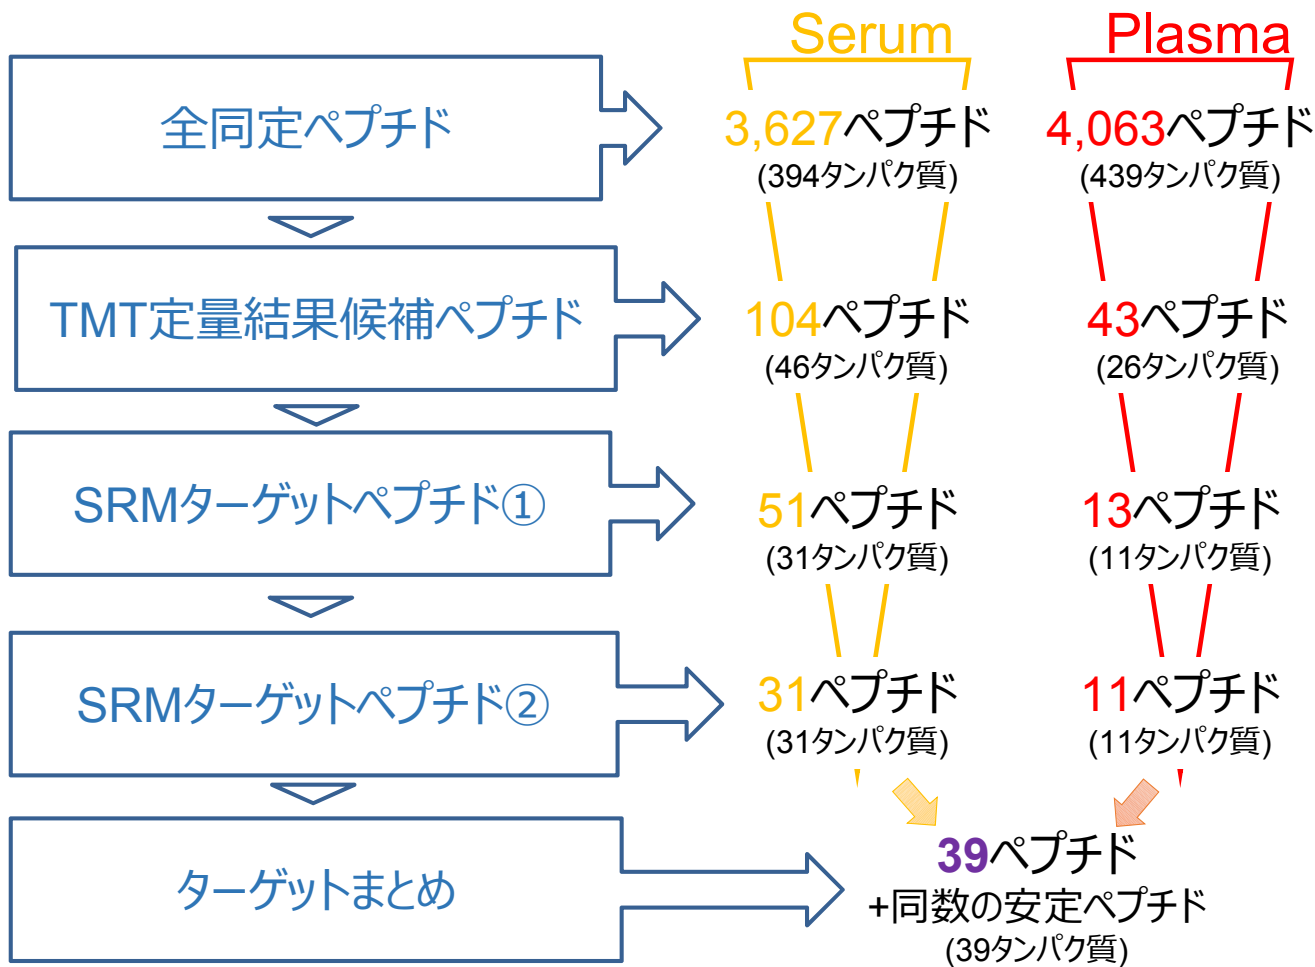 Serum
Plasma
全同定ペプチド
3,627ペプチド
(394タンパク質)
4,063ペプチド
(439タンパク質)
TMT定量結果候補ペプチド
104ペプチド
(46タンパク質)
43ペプチド
(26タンパク質)
SRMターゲットペプチド①
51ペプチド
(31タンパク質)
13ペプチド
(11タンパク質)
SRMターゲットペプチド②
31ペプチド
(31タンパク質)
11ペプチド
(11タンパク質)
ターゲットまとめ
39ペプチド
+同数の安定ペプチド
(39タンパク質)